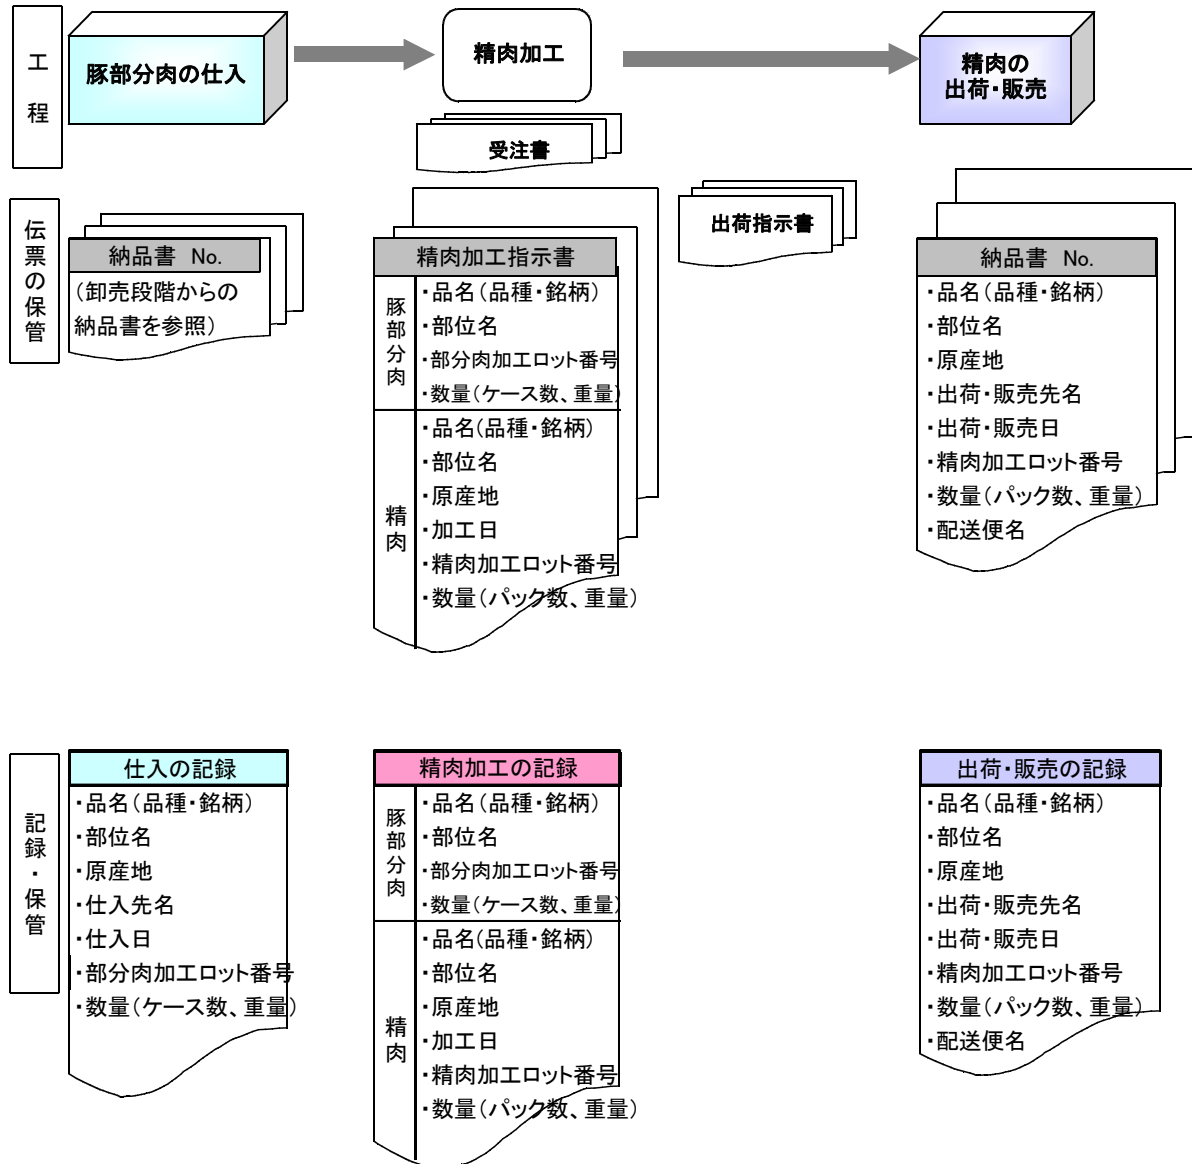 工程
豚部分肉の仕入
精肉加工
精肉の
出荷・販売
受注書
伝票の保管
納品書 No.
(卸売段階からの
納品書を参照)
精肉加工指示書
豚部分肉
・品名(品種・銘柄)
・部位名
・部分肉加工ロット番号
・数量(ケース数、重量)
精肉
・品名(品種・銘柄)
・部位名
・原産地
・加工日
・精肉加工ロット番号
・数量(パック数、重量)
出荷指示書
納品書 No.
・品名(品種・銘柄)
・部位名
・原産地
・出荷・販売先名
・出荷・販売日
・精肉加工ロット番号
・数量(パック数、重量)
・配送便名
記録・保管
仕入の記録
・品名(品種・銘柄)
・部位名
・原産地
・仕入先名
・仕入日
・部分肉加工ロット番号
・数量(ケース数、重量)
精肉加工の記録
豚部分肉
・品名(品種・銘柄)
・部位名
・部分肉加工ロット番号
・数量(ケース数、重量)
精肉
・品名(品種・銘柄)
・部位名
・原産地
・加工日
・精肉加工ロット番号
・数量(パック数、重量)
出荷・販売の記録
・品名(品種・銘柄)
・部位名
・原産地
・出荷・販売先名
・出荷・販売日
・精肉加工ロット番号
・数量(パック数、重量)
・配送便名